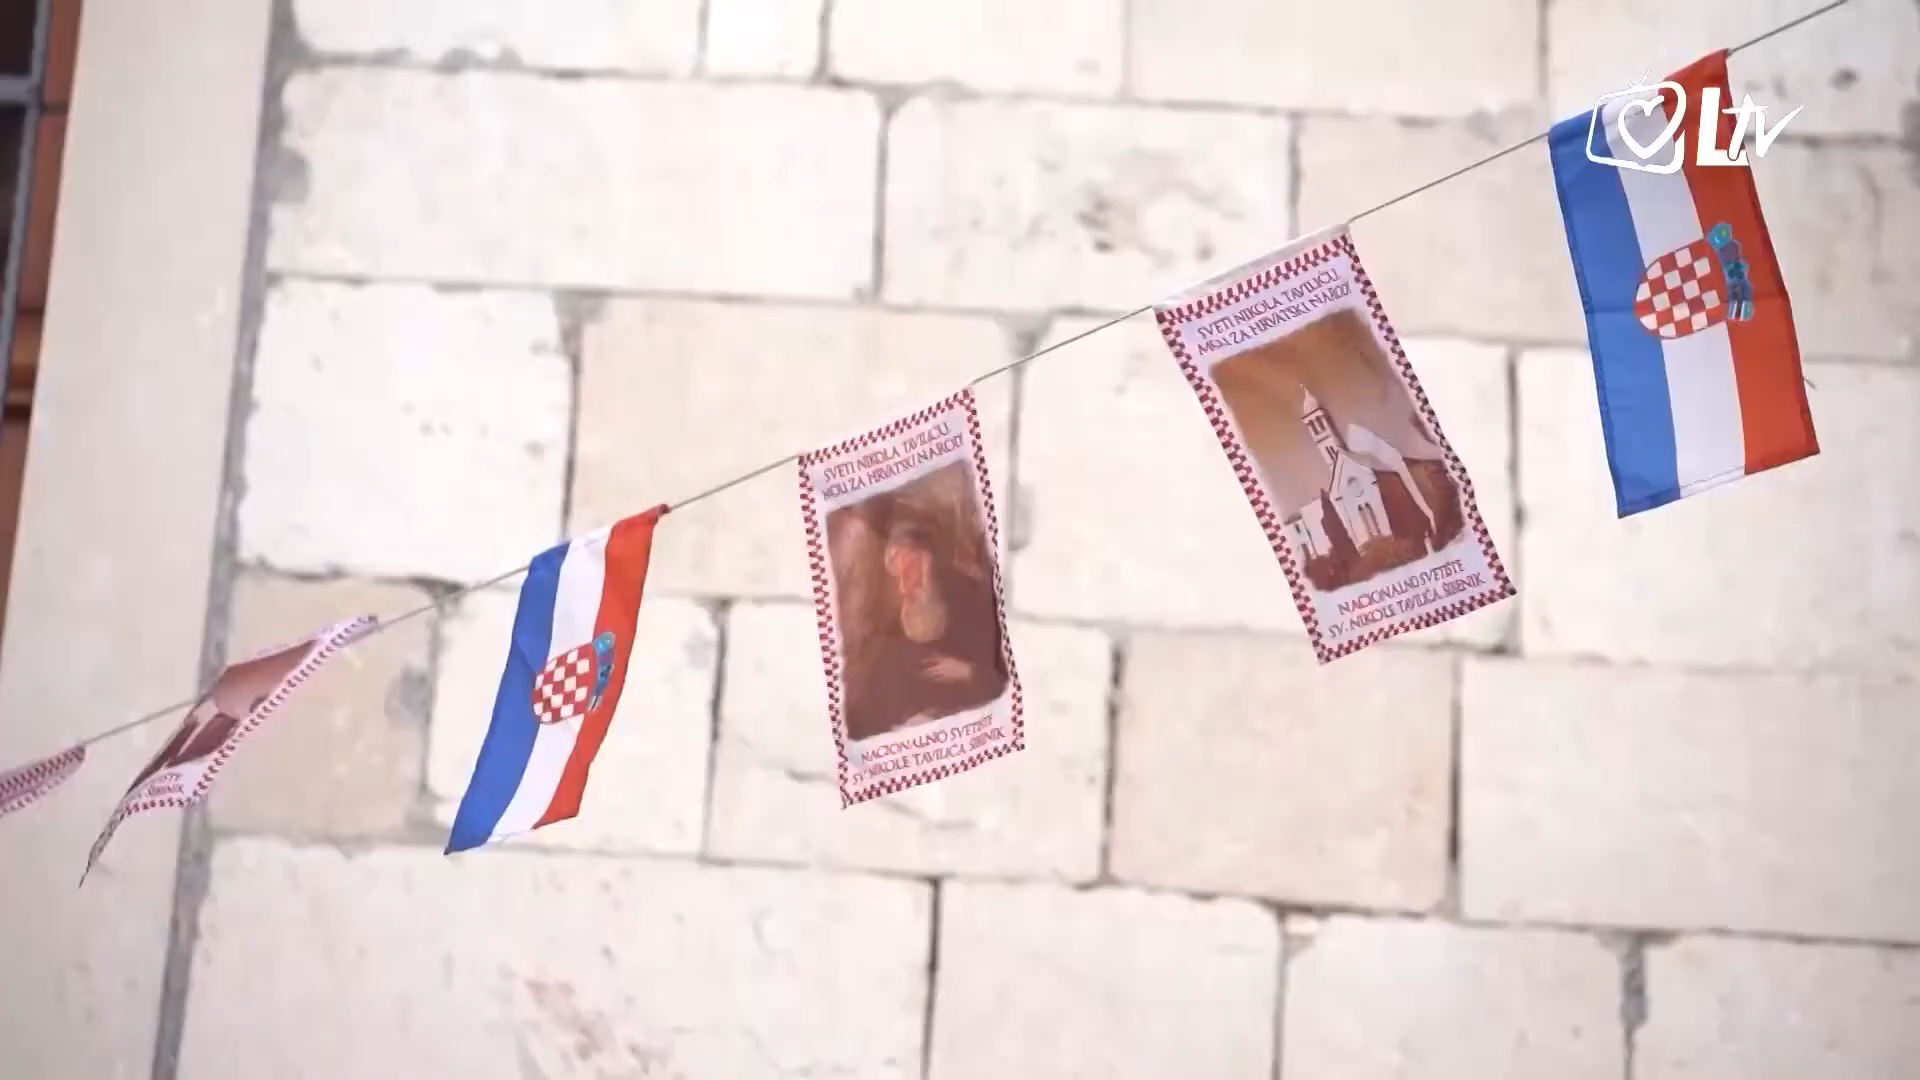 LTV
SVETI NIKOLA TAVILIĆU
MOLI ZA HRVATSKI NAROD
NACIONALNO SVETIŠTE
SV. NIKOLE TAVILIĆA ŠIBENIK
SVETI NIKOLA TAVILIĆU
MOLI ZA HRVATSKI NAROD
NACIONALNO SVETIŠTE
SV. NIKOLE TAVILIĆA ŠIBENIK
ŠIBENIK